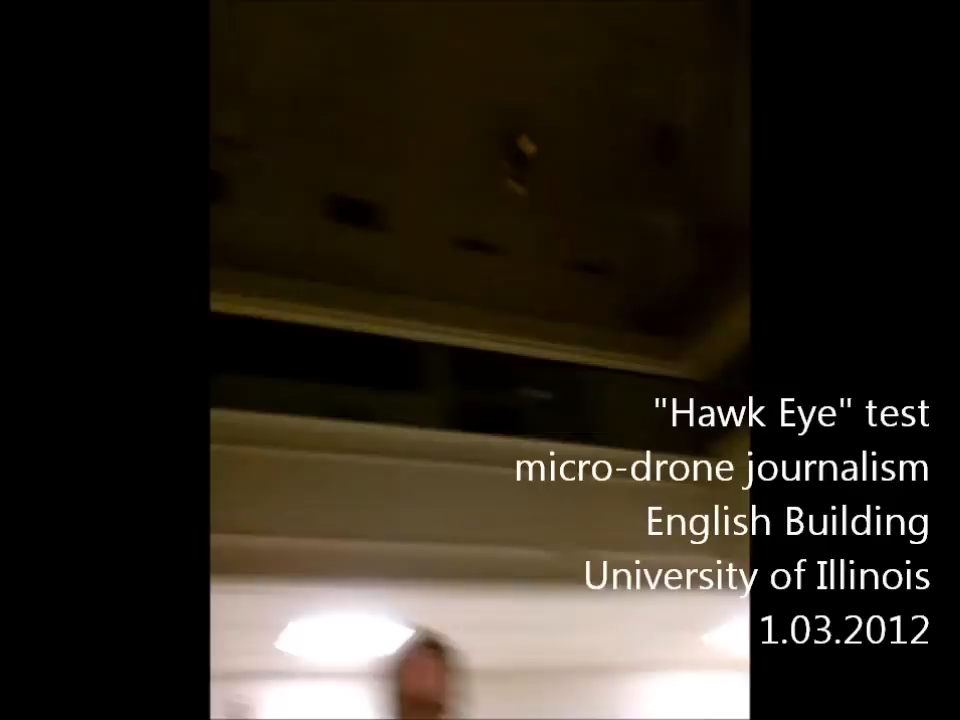 "Hawk Eye" test
micro-drone journalism
English Building
University of Illinois
1.03.2012